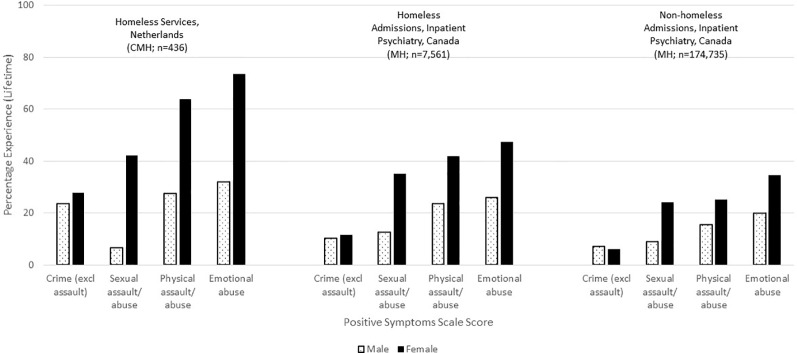 100
80
60
40
20
0
Percentage Experience (Lifetime)
Homeless Services,
Netherlands
(CMH; n=436)
Homeless
Admissions, Inpatient
Psychiatry, Canada
(MH; n=7,561)
Non-homeless
Admissions, Inpatient
Psychiatry, Canada
(MH; n=174,735)
Crime (excl
assault)
Sexual
assault/
abuse
Physical
assault/abuse
Emotional
abuse
Crime (excl
assault)
Sexual
assault/
abuse
Physical
assault/
abuse
Emotional
abuse
Crime (excl
assault)
Sexual
assault/
abuse
Physical
assault/
abuse
Emotional
abuse
Positive Symptoms Scale Score
Male Female